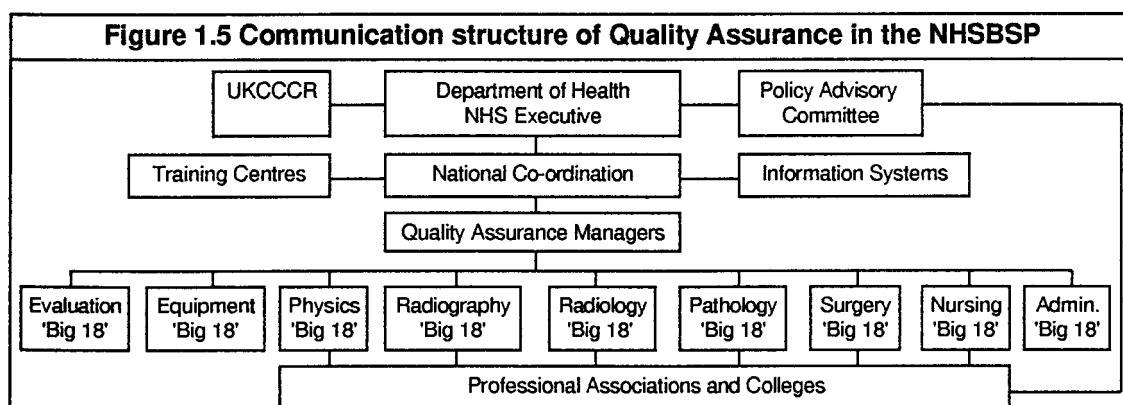 Figure 1.5 Communication structure of Quality Assurance in the NHSBSP
UKCCCR
Department of Health
NHS Executive
Policy Advisory
Committee
Training Centres
National Co-ordination
Information Systems
Quality Assurance Managers
Evaluation
'Big 18'
Equipment
'Big 18'
Physics
'Big 18'
Radiography
'Big 18'
Radiology
'Big 18'
Pathology
'Big 18'
Surgery
'Big 18'
Nursing
'Big 18'
Admin.
'Big 18'
Professional Associations and Colleges